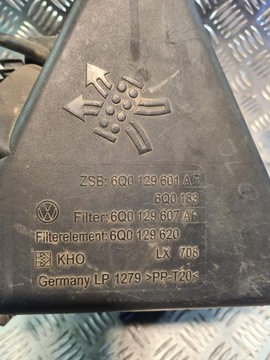 ZSB: 6Q0 129 601 AR
6Q0 183
Filter: 6Q0 129 607 AR
Filterelement: 6Q0 129 620
KHO LX 708
Germany LP 1279 >PP-T20<